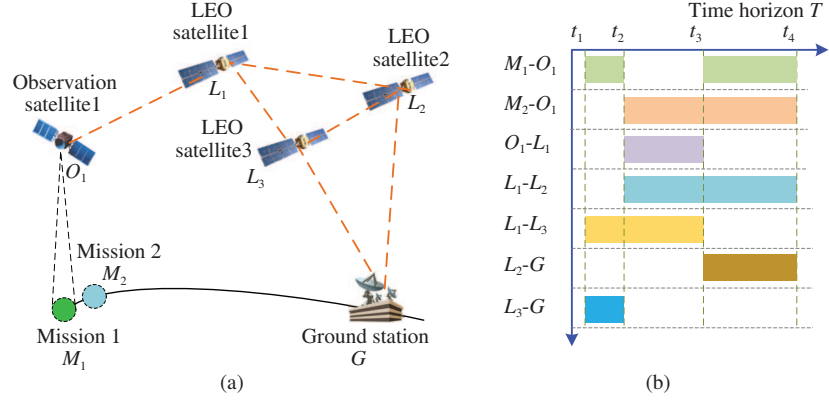 LEO
satellite1
L1
LEO
satellite2
L2
Observation
satellite1
O1
LEO
satellite3
L3
Mission 2
M2
Mission 1
M1
Ground station
G
(a)
Time horizon T
t1 t2 t3 t4
M1-O1
M2-O1
O1-L1
L1-L2
L1-L3
L2-G
L3-G
(b)